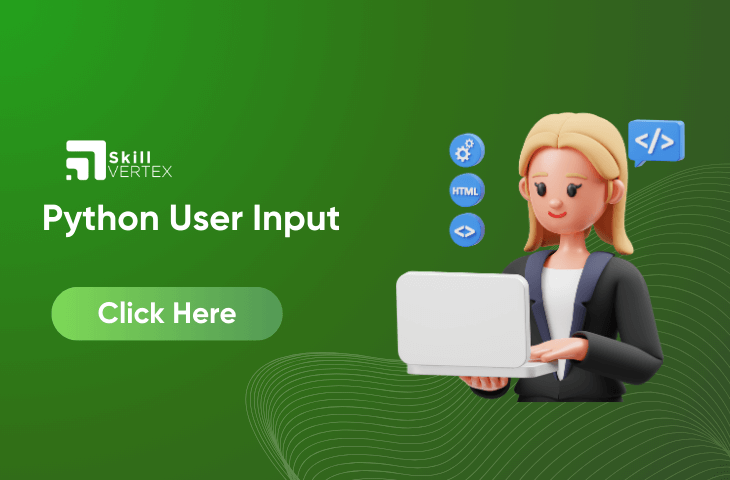 Skill
VERTEX
Python User Input
Click Here
HTML
</>
<>